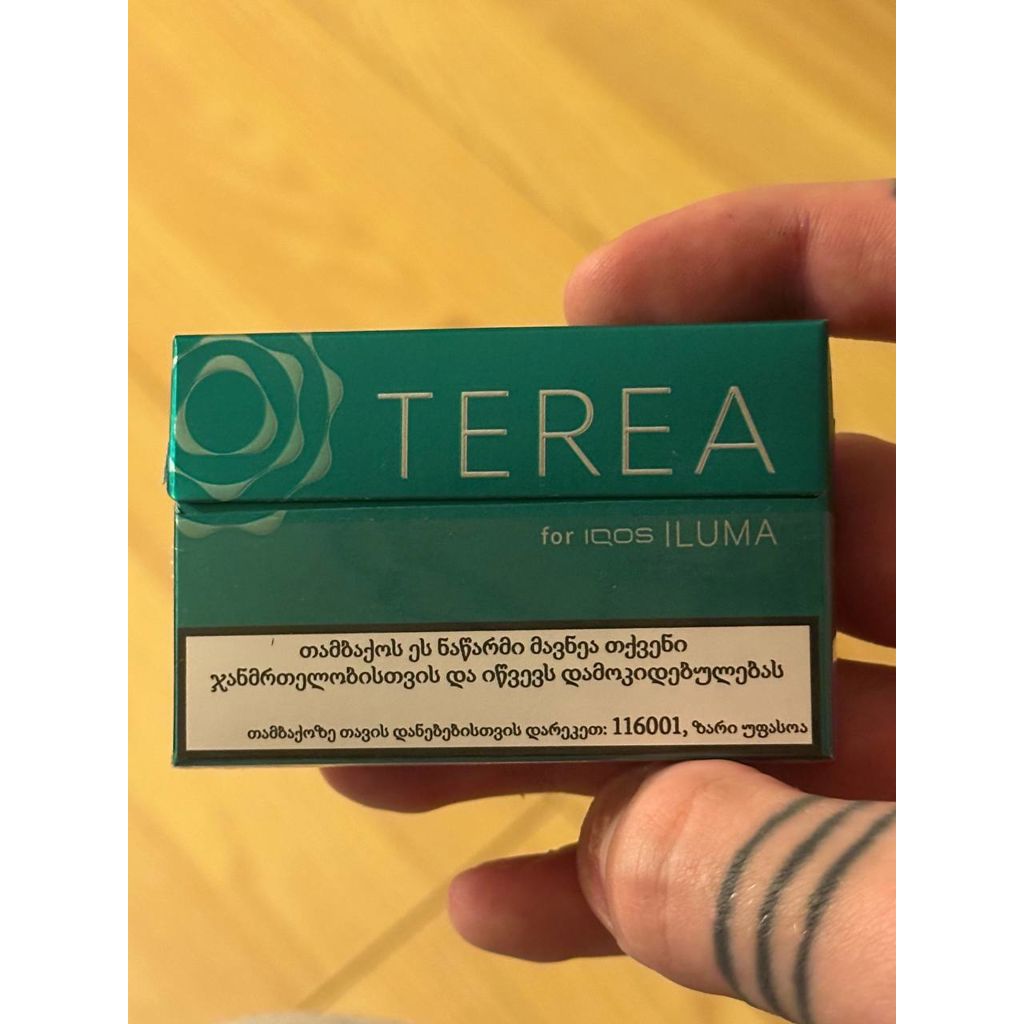 TEREA
for IQOS ILUMA
თამბაქოს ეს ნაწარმი მავნეა თქვენი
ჯანმრთელობისთვის და იწვევს დამოკიდებულებას
თამბაქოზე თავის დანებებისთვის დარეკეთ: 116001, ზარი უფასოა